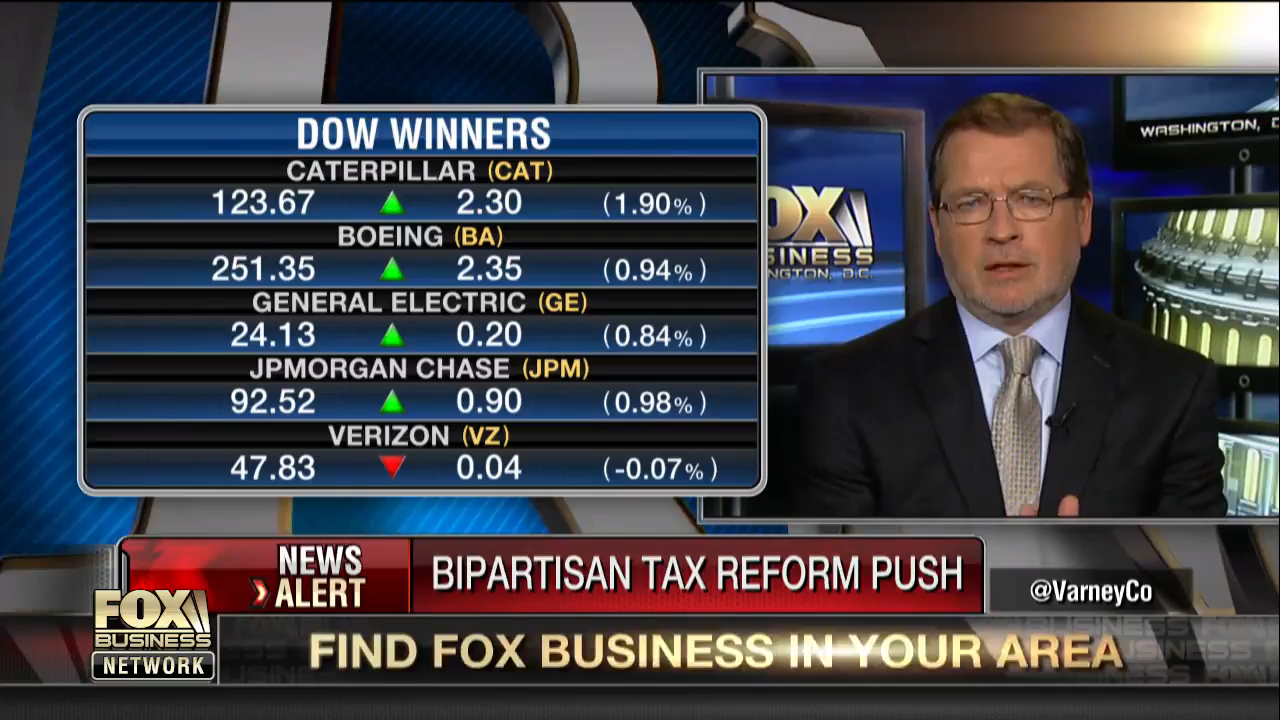 DOW WINNERS
CATERPILLAR (CAT)
123.67 ▲ 2.30 (1.90%)
BOEING (BA)
251.35 ▲ 2.35 (0.94%)
GENERAL ELECTRIC (GE)
24.13 ▲ 0.20 (0.84%)
JPMORGAN CHASE (JPM)
92.52 ▲ 0.90 (0.98%)
VERIZON (VZ)
47.83 ▼ 0.04 (-0.07%)
WASHINGTON,
NEWS
ALERT
BIPARTISAN TAX REFORM PUSH
@VarneyCo
FOX
BUSINESS
NETWORK
FIND FOX BUSINESS IN YOUR AREA